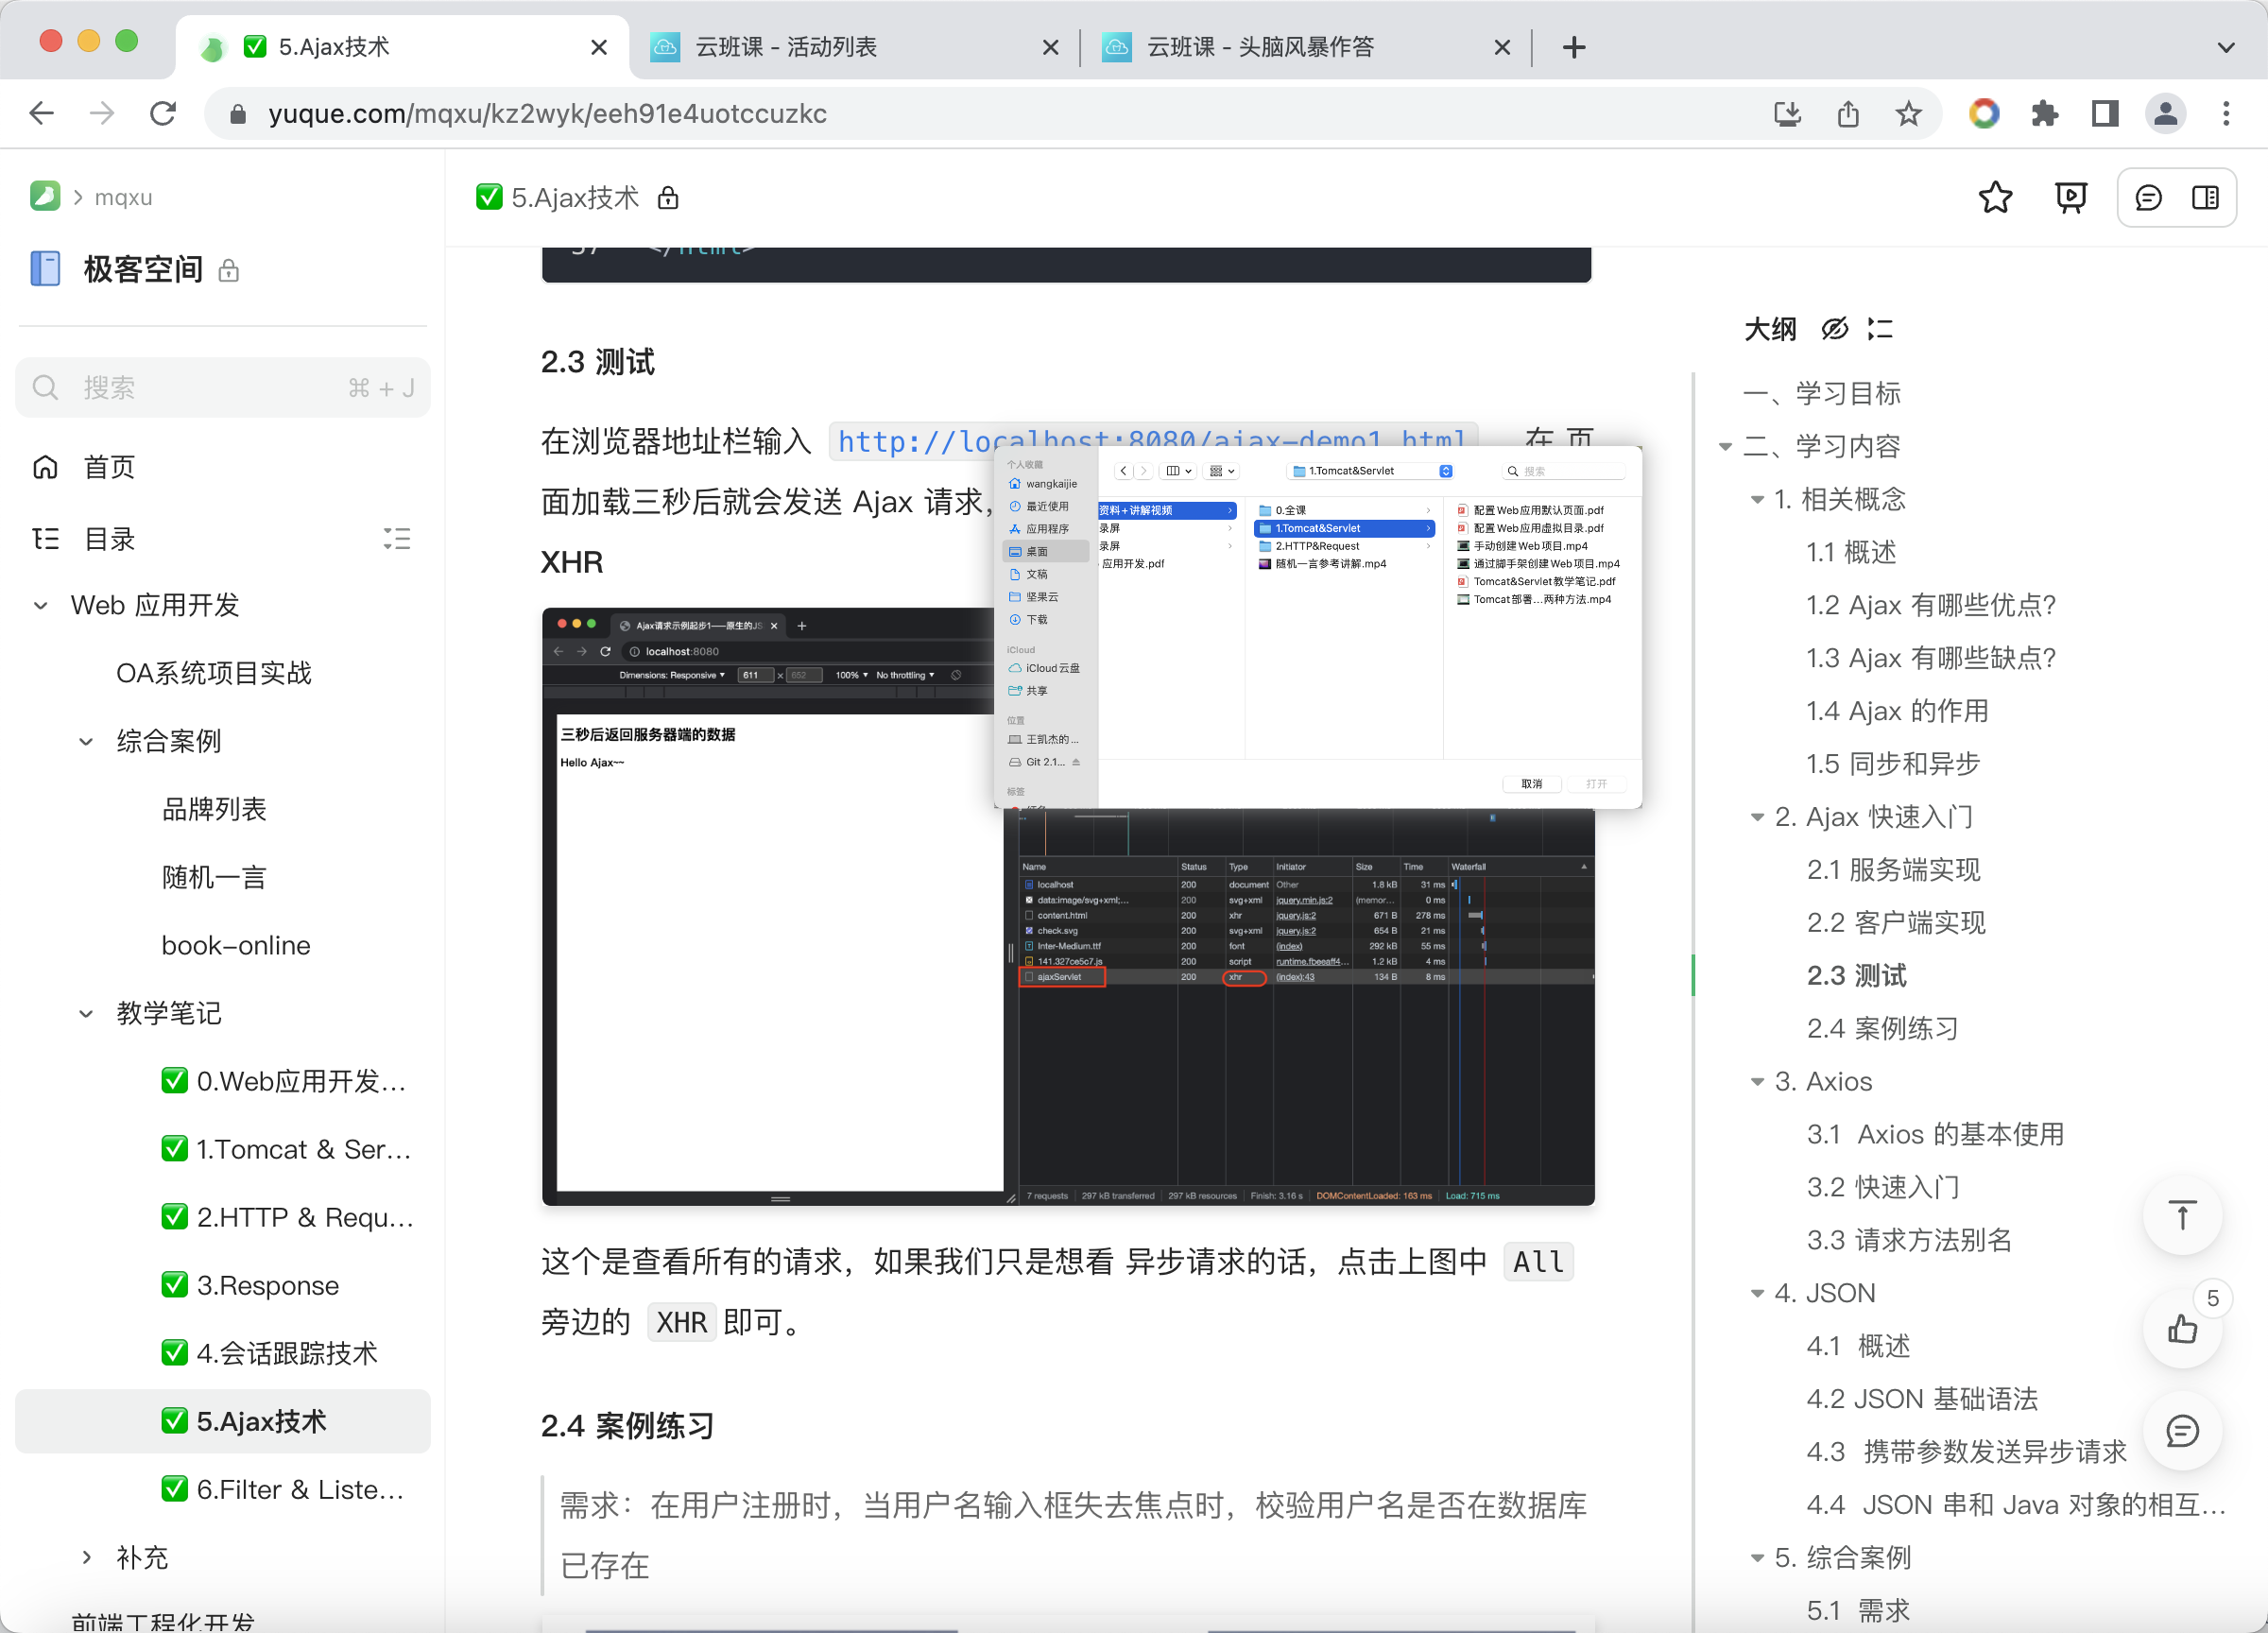 5.Ajax技术
云班课 - 活动列表
云班课 - 头脑风暴作答
yuque.com/mqxu/kz2wyk/eeh91e4uotccuzkc
mqxu
极客空间
搜索
⌘ + J
首页
目录
Web 应用开发
OA系统项目实战
综合案例
品牌列表
随机一言
book-online
教学笔记
0.Web应用开发…
1.Tomcat & Ser…
2.HTTP & Requ…
3.Response
4.会话跟踪技术
5.Ajax技术
6.Filter & Liste…
补充
前端工程化开发
5.Ajax技术
37 </html>
2.3 测试
在浏览器地址栏输入 http://localhost:8080/ajax-demo1.html 在 页
面加载三秒后就会发送 Ajax 请求，
XHR
Ajax请求示例起步1——原生的JS
localhost:8080
Dimensions: Responsive 611 × 652 100% No throttling
三秒后返回服务器端的数据
Hello Ajax~~
个人收藏
wangkaijie
最近使用
应用程序
桌面
文稿
坚果云
下载
iCloud
iCloud云盘
共享
位置
王凯杰的…
Git 2.1…
标签
红色
1.Tomcat&Servlet
搜索
资料+讲解视频
录屏
录屏
应用开发.pdf
0.全课
1.Tomcat&Servlet
2.HTTP&Request
随机一言参考讲解.mp4
配置Web应用默认页面.pdf
配置Web应用虚拟目录.pdf
手动创建Web项目.mp4
通过脚手架创建Web项目.mp4
Tomcat&Servlet教学笔记.pdf
Tomcat部署…两种方法.mp4
取消
打开
Name Status Type Initiator Size Time Waterfall
localhost 200 document Other 1.8 kB 31 ms
data:image/svg+xml;… 200 svg+xml jquery.min.js:2 (memor… 0 ms
content.html 200 xhr jquery.js:2 671 B 278 ms
check.svg 200 svg+xml jquery.js:2 654 B 21 ms
Inter-Medium.ttf 200 font (index) 292 kB 55 ms
141.327ce5c7.js 200 script runtime.fbeeaff4… 1.2 kB 4 ms
ajaxServlet 200 xhr (index):43 134 B 8 ms
7 requests 297 kB transferred 297 kB resources Finish: 3.16 s DOMContentLoaded: 163 ms Load: 715 ms
这个是查看所有的请求，如果我们只是想看 异步请求的话，点击上图中 All
旁边的 XHR 即可。
2.4 案例练习
需求：在用户注册时，当用户名输入框失去焦点时，校验用户名是否在数据库
已存在
大纲
一、学习目标
二、学习内容
1. 相关概念
1.1 概述
1.2 Ajax 有哪些优点？
1.3 Ajax 有哪些缺点？
1.4 Ajax 的作用
1.5 同步和异步
2. Ajax 快速入门
2.1 服务端实现
2.2 客户端实现
2.3 测试
2.4 案例练习
3. Axios
3.1 Axios 的基本使用
3.2 快速入门
3.3 请求方法别名
4. JSON
4.1 概述
4.2 JSON 基础语法
4.3 携带参数发送异步请求
4.4 JSON 串和 Java 对象的相互…
5. 综合案例
5.1 需求
5